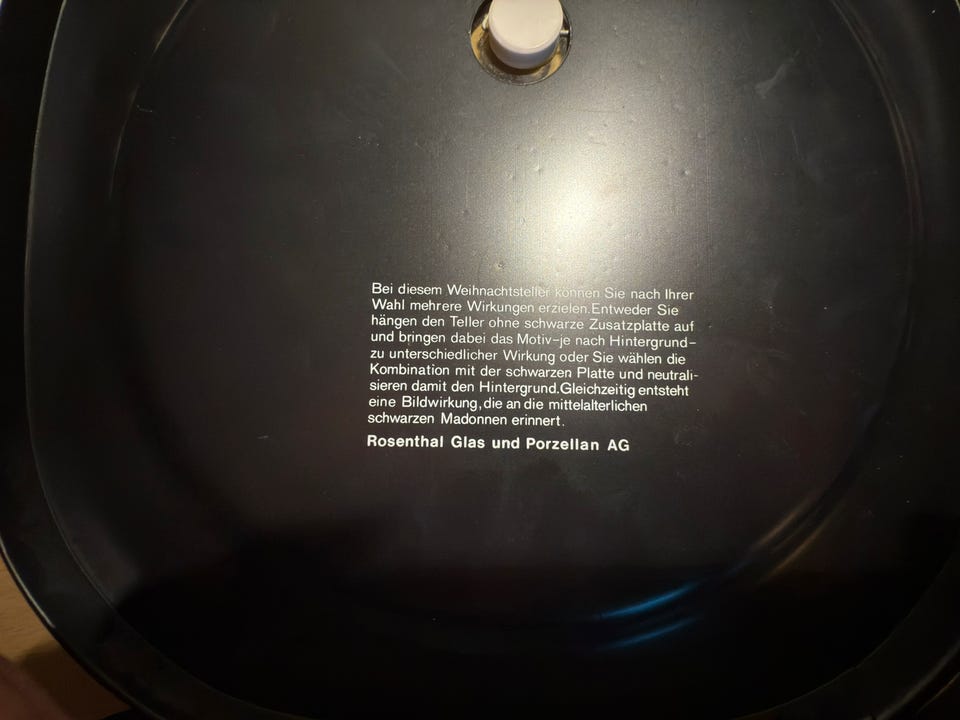 Bei diesem Weihnachtsteller können Sie nach Ihrer
Wahl mehrere Wirkungen erzielen.Entweder Sie
hängen den Teller ohne schwarze Zusatzplatte auf
und bringen dabei das Motiv-je nach Hintergrund-
zu unterschiedlicher Wirkung oder Sie wählen die
Kombination mit der schwarzen Platte und neutrali-
sieren damit den Hintergrund.Gleichzeitig entsteht
eine Bildwirkung,die an die mittelalterlichen
schwarzen Madonnen erinnert.
Rosenthal Glas und Porzellan AG